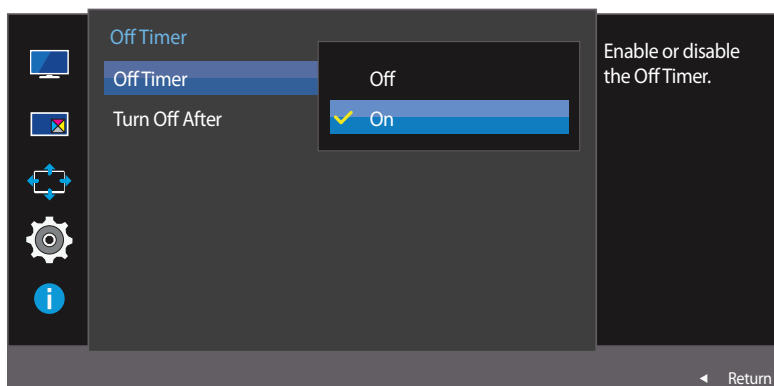 Off Timer
Off Timer
Off
Turn Off After
On
Enable or disable
the Off Timer.
i
Return